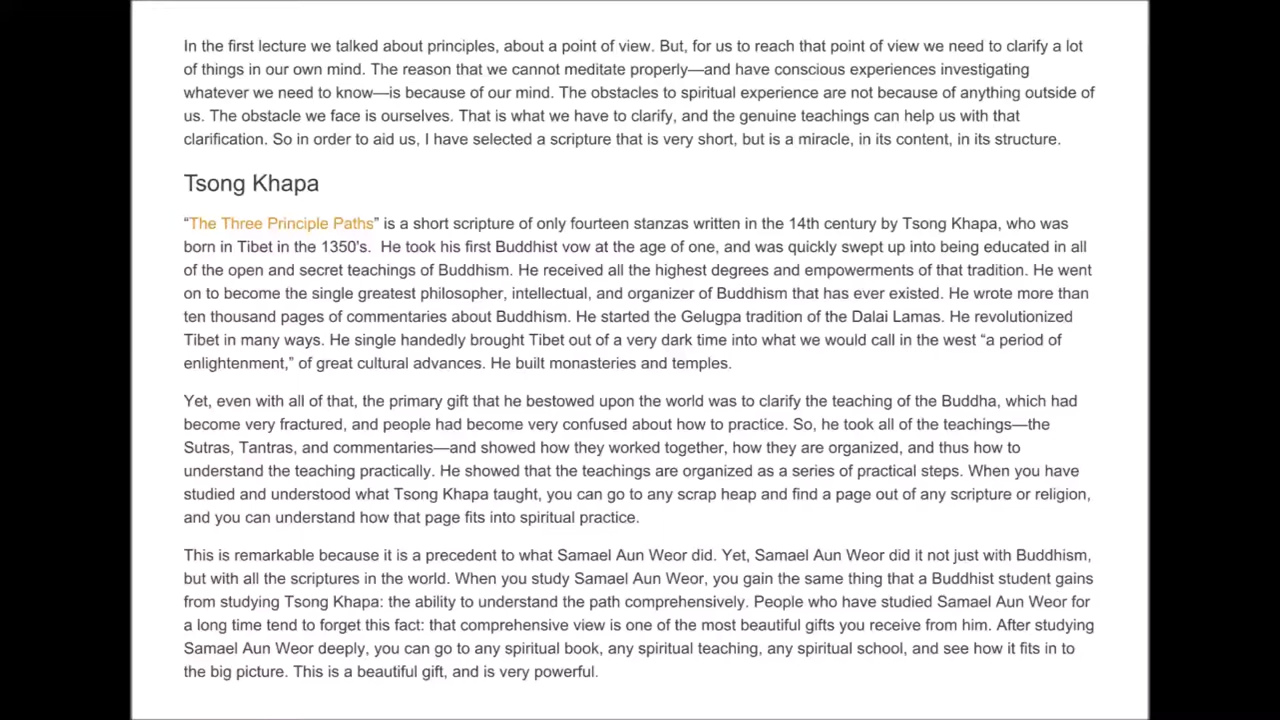 In the first lecture we talked about principles, about a point of view. But, for us to reach that point of view we need to clarify a lot
of things in our own mind. The reason that we cannot meditate properly—and have conscious experiences investigating
whatever we need to know—is because of our mind. The obstacles to spiritual experience are not because of anything outside of
us. The obstacle we face is ourselves. That is what we have to clarify, and the genuine teachings can help us with that
clarification. So in order to aid us, I have selected a scripture that is very short, but is a miracle, in its content, in its structure.
Tsong Khapa
“The Three Principle Paths” is a short scripture of only fourteen stanzas written in the 14th century by Tsong Khapa, who was
born in Tibet in the 1350's.  He took his first Buddhist vow at the age of one, and was quickly swept up into being educated in all
of the open and secret teachings of Buddhism. He received all the highest degrees and empowerments of that tradition. He went
on to become the single greatest philosopher, intellectual, and organizer of Buddhism that has ever existed. He wrote more than
ten thousand pages of commentaries about Buddhism. He started the Gelugpa tradition of the Dalai Lamas. He revolutionized
Tibet in many ways. He single handedly brought Tibet out of a very dark time into what we would call in the west “a period of
enlightenment,” of great cultural advances. He built monasteries and temples.
Yet, even with all of that, the primary gift that he bestowed upon the world was to clarify the teaching of the Buddha, which had
become very fractured, and people had become very confused about how to practice. So, he took all of the teachings—the
Sutras, Tantras, and commentaries—and showed how they worked together, how they are organized, and thus how to
understand the teaching practically. He showed that the teachings are organized as a series of practical steps. When you have
studied and understood what Tsong Khapa taught, you can go to any scrap heap and find a page out of any scripture or religion,
and you can understand how that page fits into spiritual practice.
This is remarkable because it is a precedent to what Samael Aun Weor did. Yet, Samael Aun Weor did it not just with Buddhism,
but with all the scriptures in the world. When you study Samael Aun Weor, you gain the same thing that a Buddhist student gains
from studying Tsong Khapa: the ability to understand the path comprehensively. People who have studied Samael Aun Weor for
a long time tend to forget this fact: that comprehensive view is one of the most beautiful gifts you receive from him. After studying
Samael Aun Weor deeply, you can go to any spiritual book, any spiritual teaching, any spiritual school, and see how it fits in to
the big picture. This is a beautiful gift, and is very powerful.